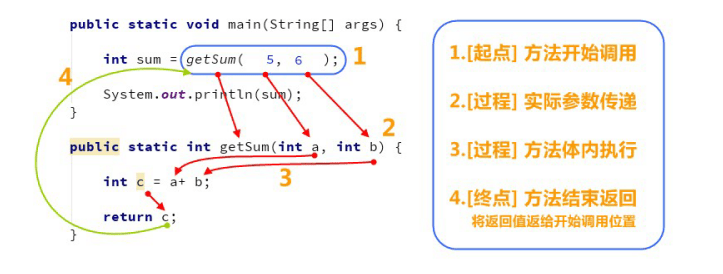 public static void main(String[] args) {
int sum = getSum( 5, 6 ); 1
4
System.out.println(sum);
}
public static int getSum(int a, int b) { 2
int c = a+ b; 3
return c;
}
1.[起点] 方法开始调用
2.[过程] 实际参数传递
3.[过程] 方法体内执行
4.[终点] 方法结束返回
将返回值返给开始调用位置